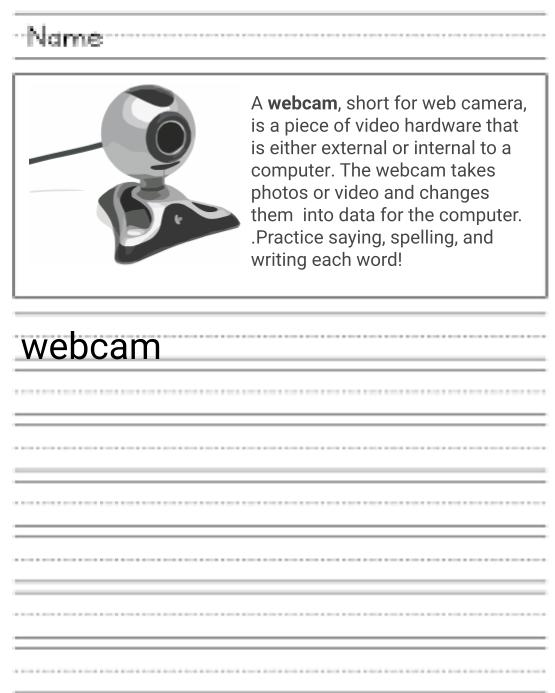 Name
A webcam, short for web camera,
is a piece of video hardware that
is either external or internal to a
computer. The webcam takes
photos or video and changes
them  into data for the computer.
.Practice saying, spelling, and
writing each word!
webcam